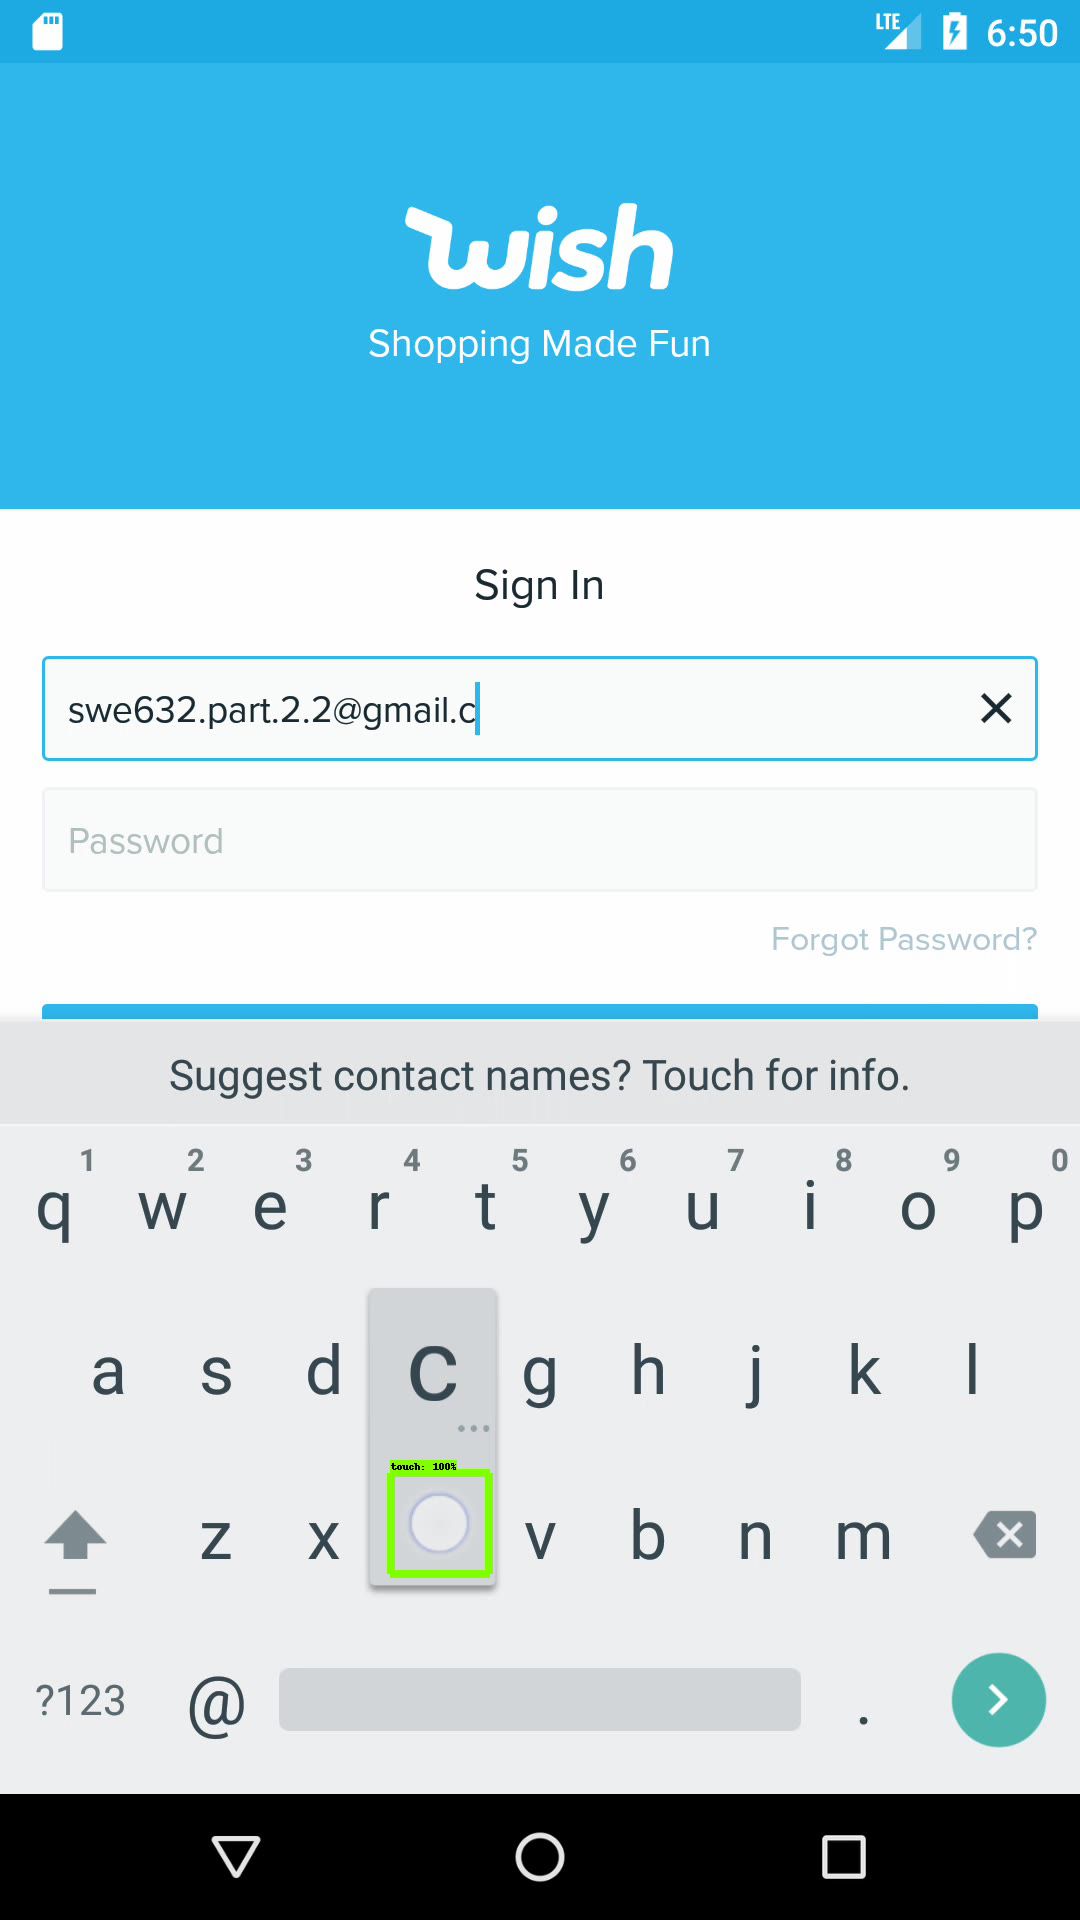 LTE 6:50
wish
Shopping Made Fun
Sign In
swe632.part.2.2@gmail.c
Password
Forgot Password?
Suggest contact names? Touch for info.
1 2 3 4 5 6 7 8 9 0
q w e r t y u i o p
a s d c g h j k l
...
touch: 100%
z x v b n m
?123 @ .